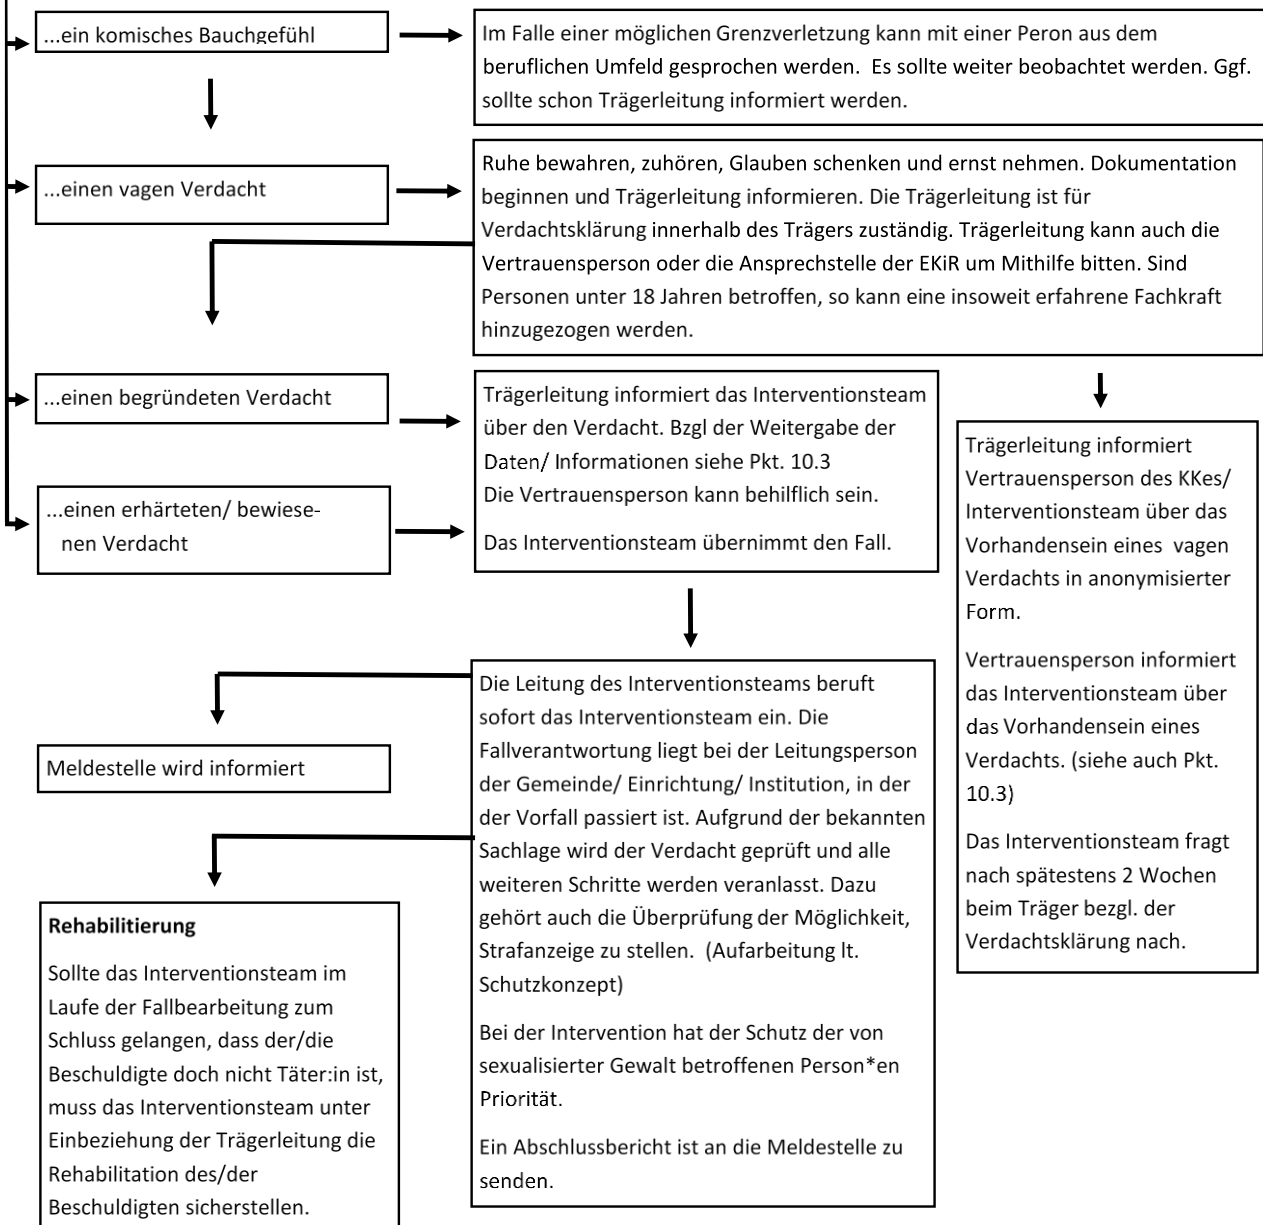 ...ein komisches Bauchgefühl
Im Falle einer möglichen Grenzverletzung kann mit einer Peron aus dem
beruflichen Umfeld gesprochen werden.  Es sollte weiter beobachtet werden. Ggf.
sollte schon Trägerleitung informiert werden.
...einen vagen Verdacht
Ruhe bewahren, zuhören, Glauben schenken und ernst nehmen. Dokumentation
beginnen und Trägerleitung informieren. Die Trägerleitung ist für
Verdachtsklärung innerhalb des Trägers zuständig. Trägerleitung kann auch die
Vertrauensperson oder die Ansprechstelle der EKiR um Mithilfe bitten. Sind
Personen unter 18 Jahren betroffen, so kann eine insoweit erfahrene Fachkraft
hinzugezogen werden.
...einen begründeten Verdacht
...einen erhärteten/ bewiese-
nen Verdacht
Trägerleitung informiert das Interventionsteam
über den Verdacht. Bzgl der Weitergabe der
Daten/ Informationen siehe Pkt. 10.3
Die Vertrauensperson kann behilflich sein.
Das Interventionsteam übernimmt den Fall.
Trägerleitung informiert
Vertrauensperson des KKes/
Interventionsteam über das
Vorhandensein eines  vagen
Verdachts in anonymisierter
Form.
Vertrauensperson informiert
das Interventionsteam über
das Vorhandensein eines
Verdachts. (siehe auch Pkt.
10.3)
Das Interventionsteam fragt
nach spätestens 2 Wochen
beim Träger bezgl. der
Verdachtsklärung nach.
Die Leitung des Interventionsteams beruft
sofort das Interventionsteam ein. Die
Fallverantwortung liegt bei der Leitungsperson
der Gemeinde/ Einrichtung/ Institution, in der
der Vorfall passiert ist. Aufgrund der bekannten
Sachlage wird der Verdacht geprüft und alle
weiteren Schritte werden veranlasst. Dazu
gehört auch die Überprüfung der Möglichkeit,
Strafanzeige zu stellen.  (Aufarbeitung lt.
Schutzkonzept)
Bei der Intervention hat der Schutz der von
sexualisierter Gewalt betroffenen Person*en
Priorität.
Ein Abschlussbericht ist an die Meldestelle zu
senden.
Meldestelle wird informiert
Rehabilitierung
Sollte das Interventionsteam im
Laufe der Fallbearbeitung zum
Schluss gelangen, dass der/die
Beschuldigte doch nicht Täter:in ist,
muss das Interventionsteam unter
Einbeziehung der Trägerleitung die
Rehabilitation des/der
Beschuldigten sicherstellen.